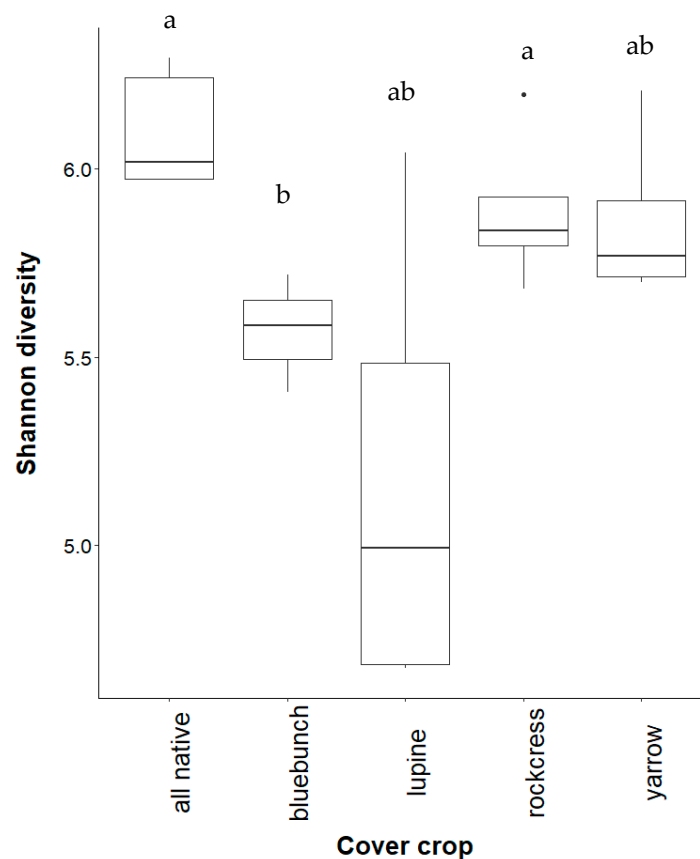 a
b
ab
a
ab
Shannon diversity
6.0
5.5
5.0
all native
bluebunch
lupine
rockcress
yarrow
Cover crop